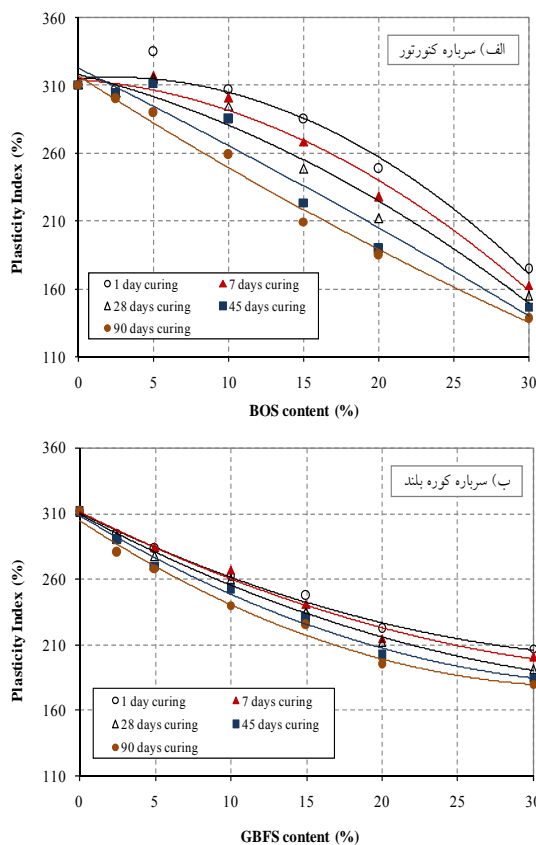 360
310
260
210
160
110
Plasticity Index (%)
الف) سرباره کنورتور
1 day curing
7 days curing
28 days curing
45 days curing
90 days curing
0
5
10
15
20
25
30
BOS content (%)
360
310
260
210
160
110
Plasticity Index (%)
ب) سرباره کوره بلند
1 day curing
7 days curing
28 days curing
45 days curing
90 days curing
0
5
10
15
20
25
30
GBFS content (%)